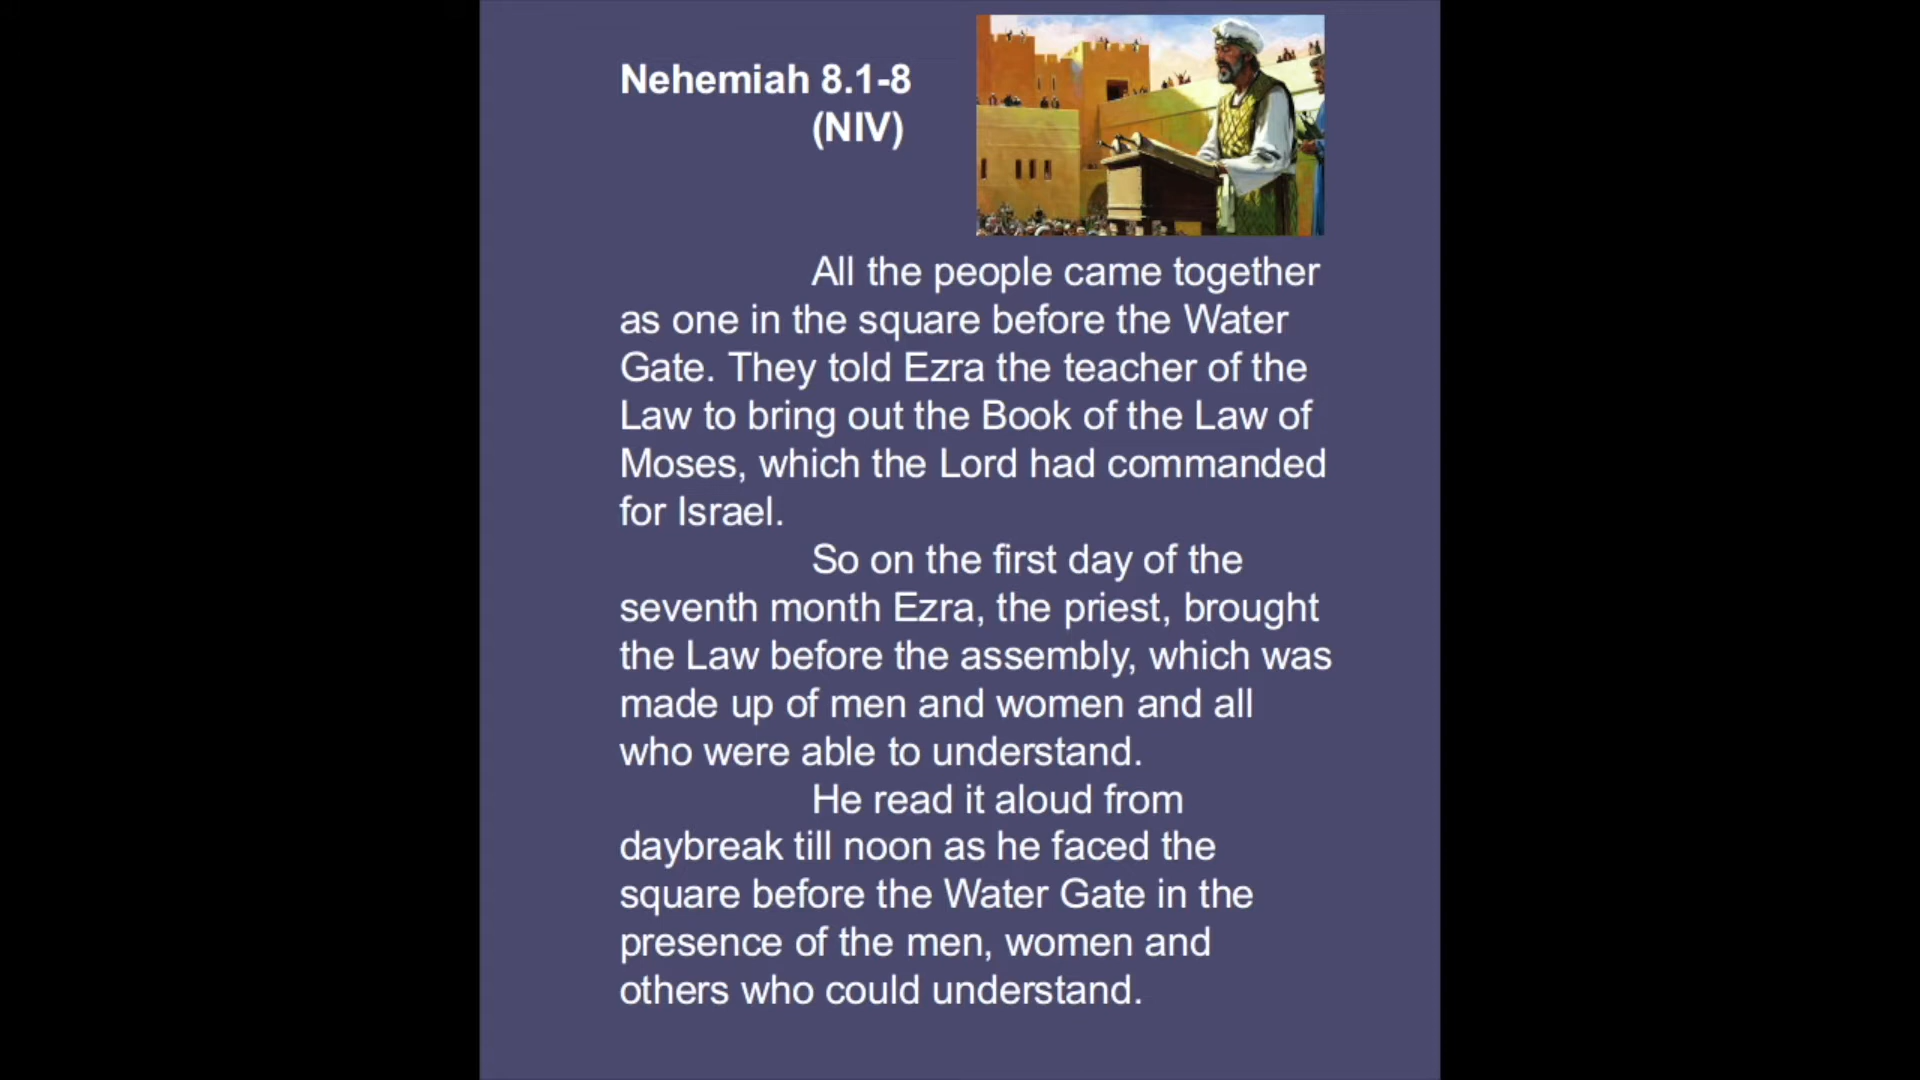 Nehemiah 8.1-8
(NIV)
All the people came together
as one in the square before the Water
Gate. They told Ezra the teacher of the
Law to bring out the Book of the Law of
Moses, which the Lord had commanded
for Israel.
So on the first day of the
seventh month Ezra, the priest, brought
the Law before the assembly, which was
made up of men and women and all
who were able to understand.
He read it aloud from
daybreak till noon as he faced the
square before the Water Gate in the
presence of the men, women and
others who could understand.